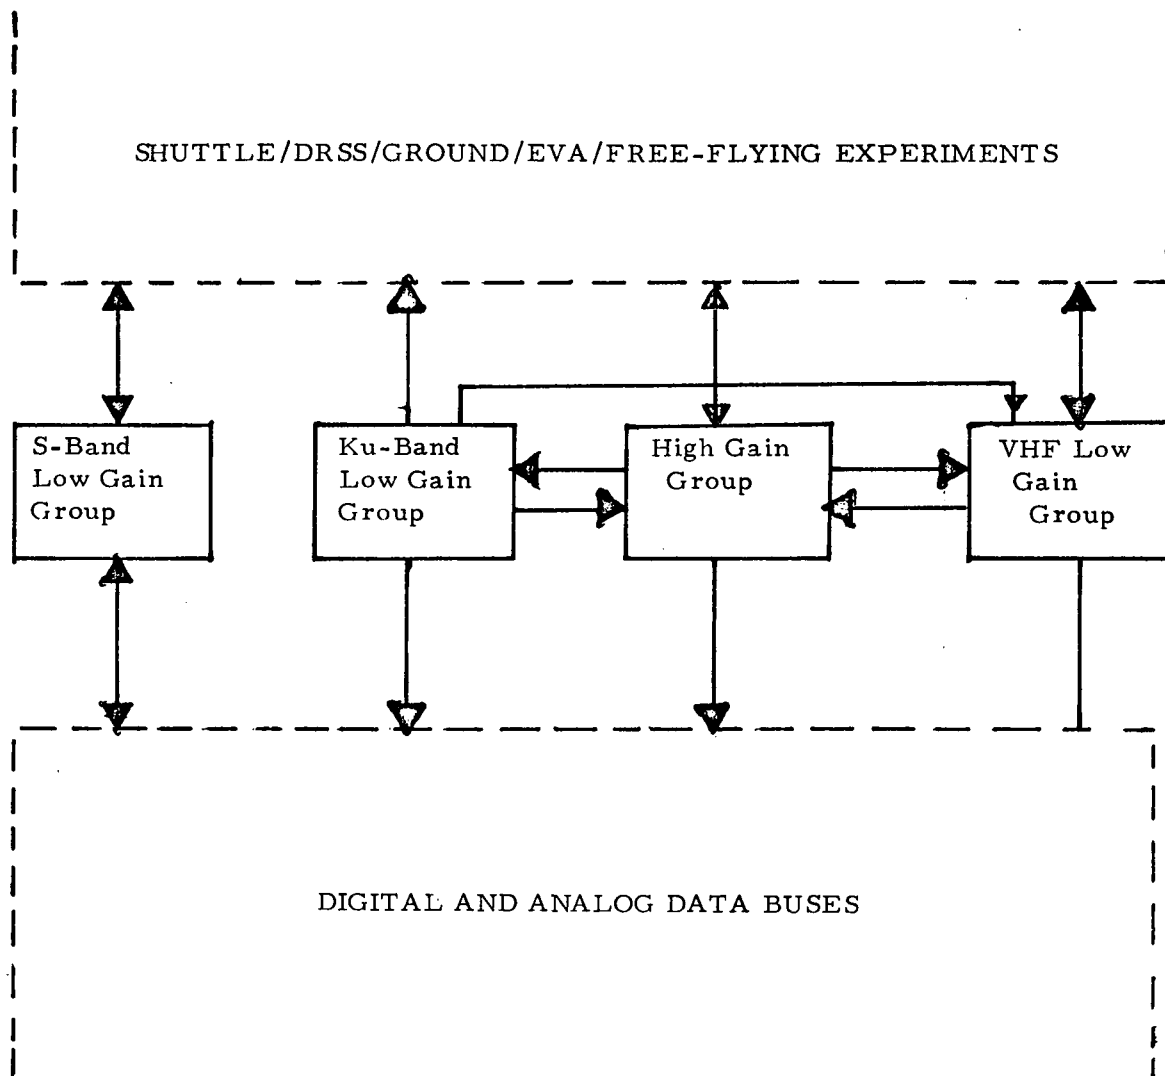 SHUTTLE/DRSS/GROUND/EVA/FREE-FLYING EXPERIMENTS
S-Band
Low Gain
Group
Ku-Band
Low Gain
Group
High Gain
Group
VHF Low
Gain
Group
DIGITAL AND ANALOG DATA BUSES